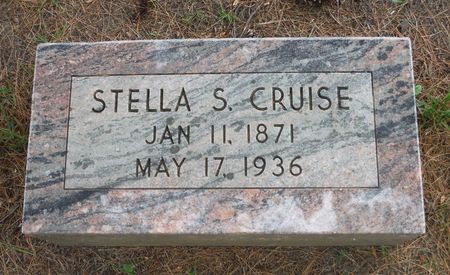 STELLA S. CRUISE
JAN 11, 1871
MAY 17, 1936